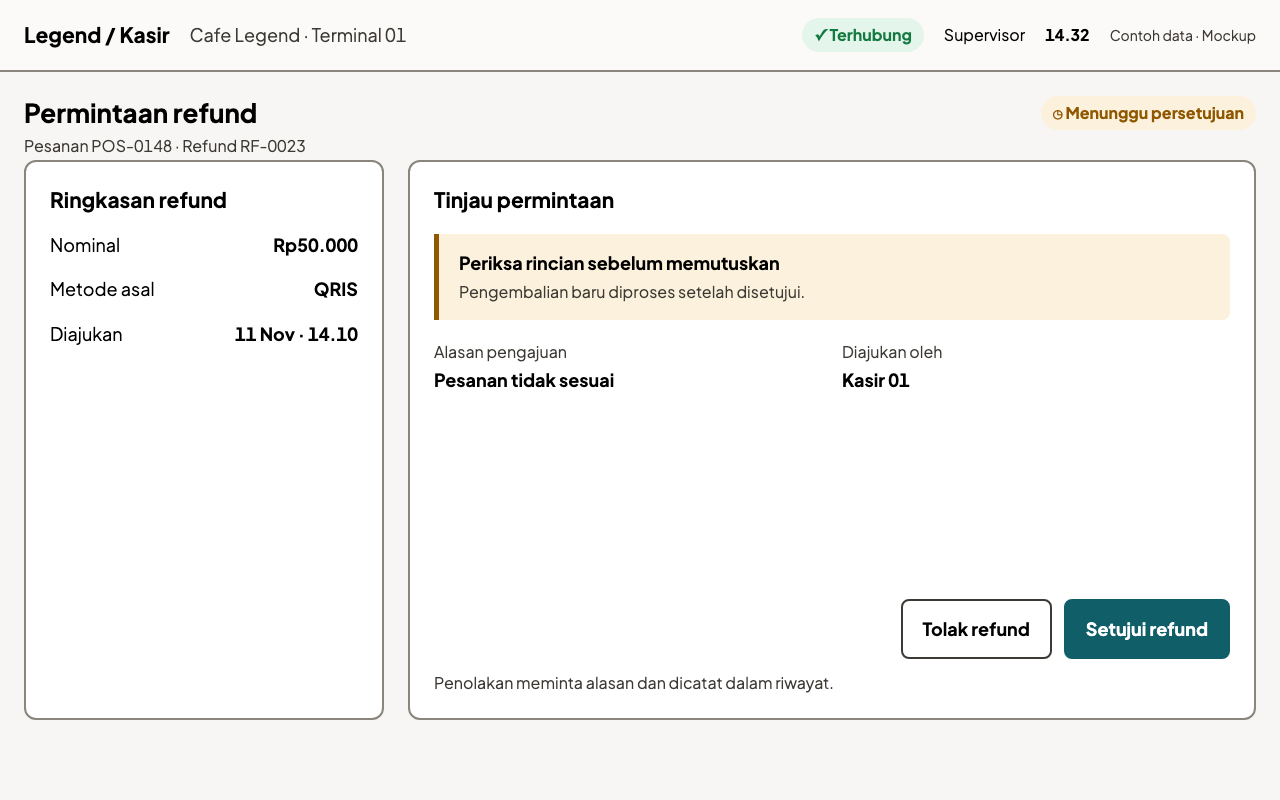 Legend / Kasir Cafe Legend · Terminal 01 ✓Terhubung Supervisor 14.32 Contoh data · Mockup
Permintaan refund
◷ Menunggu persetujuan
Pesanan POS-0148 · Refund RF-0023
Ringkasan refund
Nominal Rp50.000
Metode asal QRIS
Diajukan 11 Nov · 14.10
Tinjau permintaan
Periksa rincian sebelum memutuskan
Pengembalian baru diproses setelah disetujui.
Alasan pengajuan
Pesanan tidak sesuai
Diajukan oleh
Kasir 01
Tolak refund
Setujui refund
Penolakan meminta alasan dan dicatat dalam riwayat.